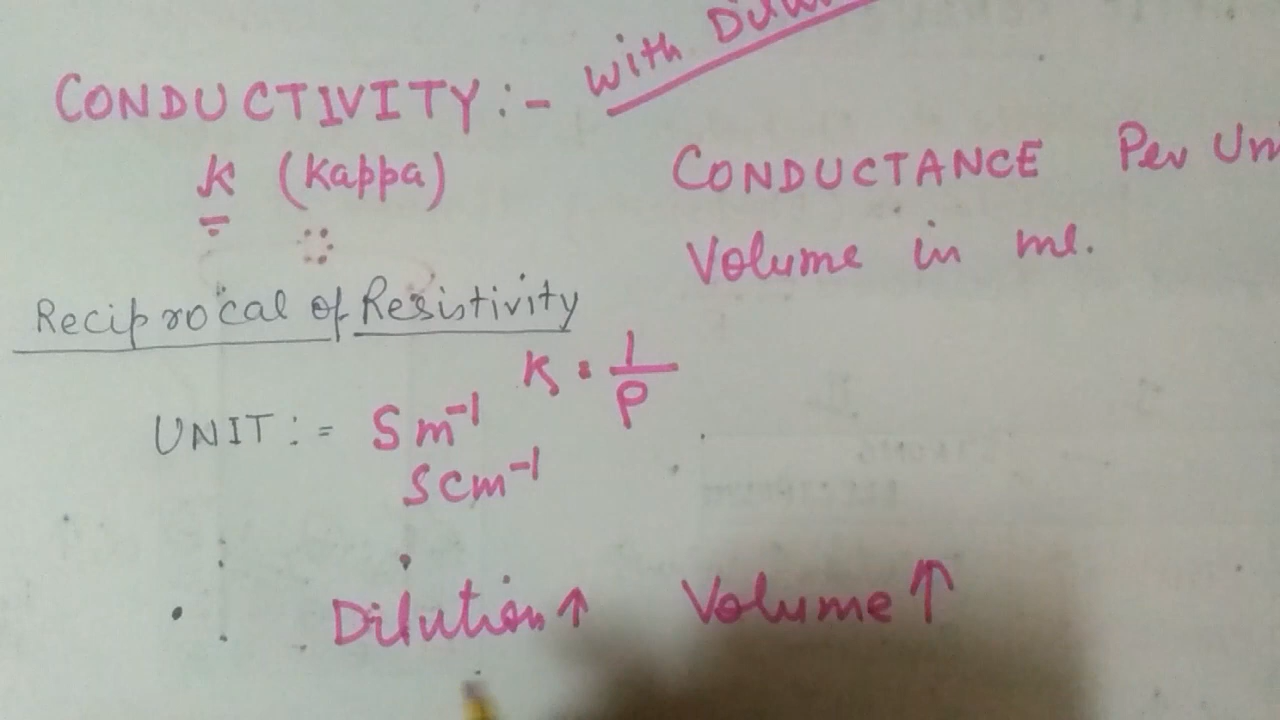 CONDUCTIVITY :- with
K (Kappa)
CONDUCTANCE Per
Volume in ml.
Reciprocal of Resistivity
K = 1/ρ
UNIT := S m⁻¹
S cm⁻¹
Dilution ↑ Volume ↑